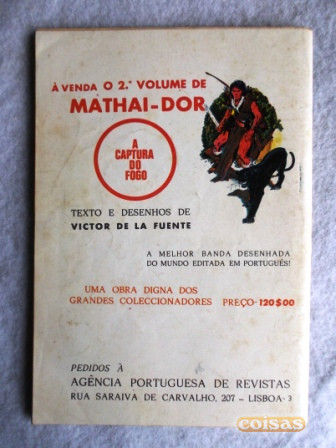 À VENDA O 2.º VOLUME DE
MATHAI-DOR
A
CAPTURA
DO
FOGO
TEXTO E DESENHOS DE
VICTOR DE LA FUENTE
A MELHOR BANDA DESENHADA
DO MUNDO EDITADA EM PORTUGUÊS!
UMA OBRA DIGNA DOS
GRANDES COLECCIONADORES PREÇO-120$00
PEDIDOS À
AGÊNCIA PORTUGUESA DE REVISTAS
RUA SARAIVA DE CARVALHO, 207 — LISBOA-3
coisas